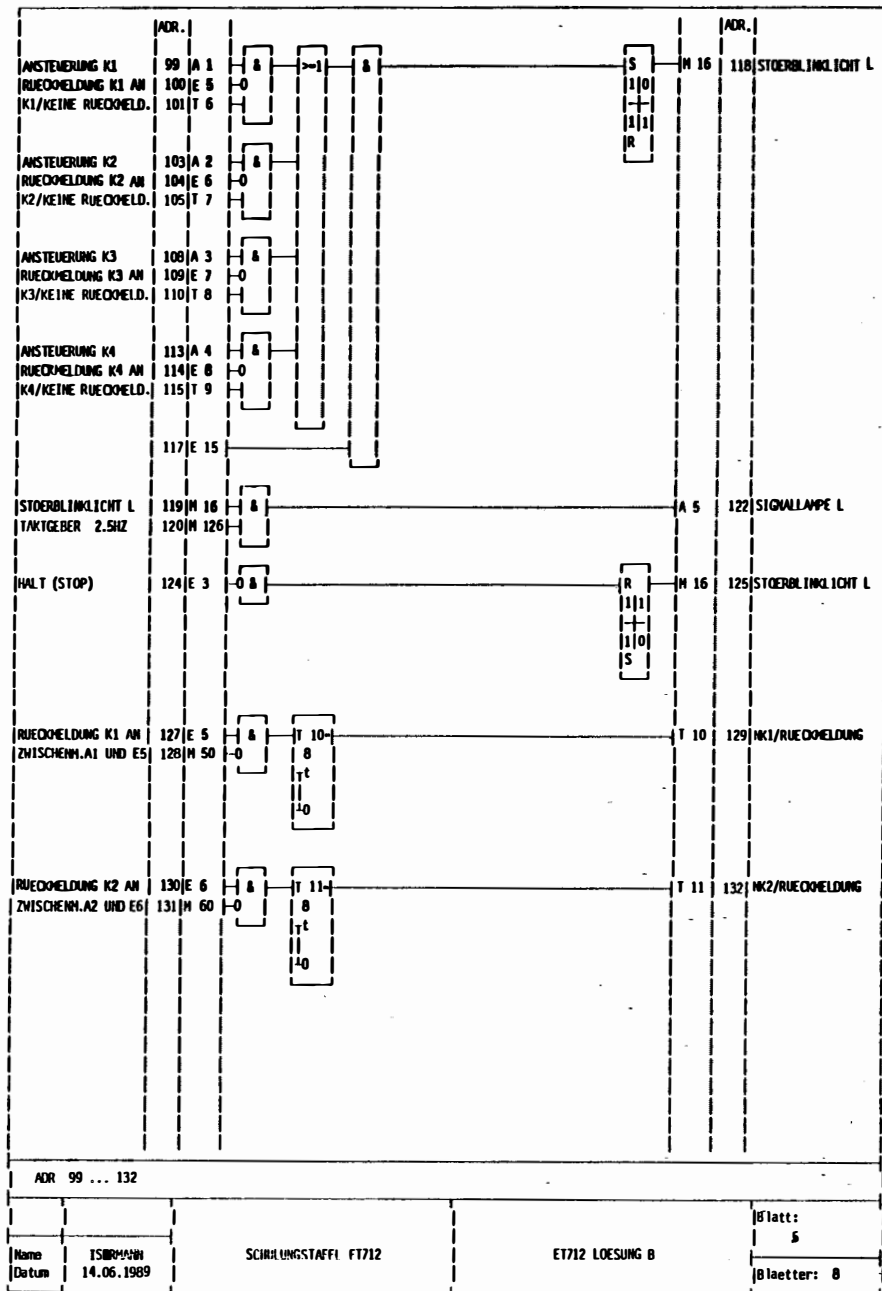 ADR. ADR.
ANSTEUERUNG K1 99 A 1 & >=1 & S M 16 118 STOERBLINKLICHT L
RUECKMELDUNG K1 AN 100 E 5 O 1 0
K1/KEINE RUECKMELD. 101 T 6 1 1
R
ANSTEUERUNG K2 103 A 2 &
RUECKMELDUNG K2 AN 104 E 6 O
K2/KEINE RUECKMELD. 105 T 7
ANSTEUERUNG K3 108 A 3 &
RUECKMELDUNG K3 AN 109 E 7 O
K3/KEINE RUECKMELD. 110 T 8
ANSTEUERUNG K4 113 A 4 &
RUECKMELDUNG K4 AN 114 E 8 O
K4/KEINE RUECKMELD. 115 T 9
117 E 15
STOERBLINKLICHT L 119 M 16 & A 5 122 SIGNALLAMPE L
TAKTGEBER 2.5HZ 120 M 126
HALT (STOP) 124 E 3 O & R M 16 125 STOERBLINKLICHT L
1 1
1 0
S
RUECKMELDUNG K1 AN 127 E 5 & T 10 T 10 129 NK1/RUECKMELDUNG
ZWISCHENM.A1 UND E5 128 M 50 O 8
t
0
RUECKMELDUNG K2 AN 130 E 6 & T 11 T 11 132 NK2/RUECKMELDUNG
ZWISCHENM.A2 UND E6 131 M 60 O 8
t
0
ADR 99 ... 132
Name ISERMANN SCHULUNGSTAFFL FT712 ET712 LOESUNG B Blatt: 5
Datum 14.06.1989 Blaetter: 8